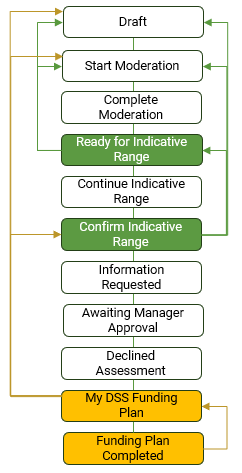 Draft
Start Moderation
Complete
Moderation
Ready for Indicative
Range
Continue Indicative
Range
Confirm Indicative
Range
Information
Requested
Awaiting Manager
Approval
Declined
Assessment
My DSS Funding
Plan
Funding Plan
Completed